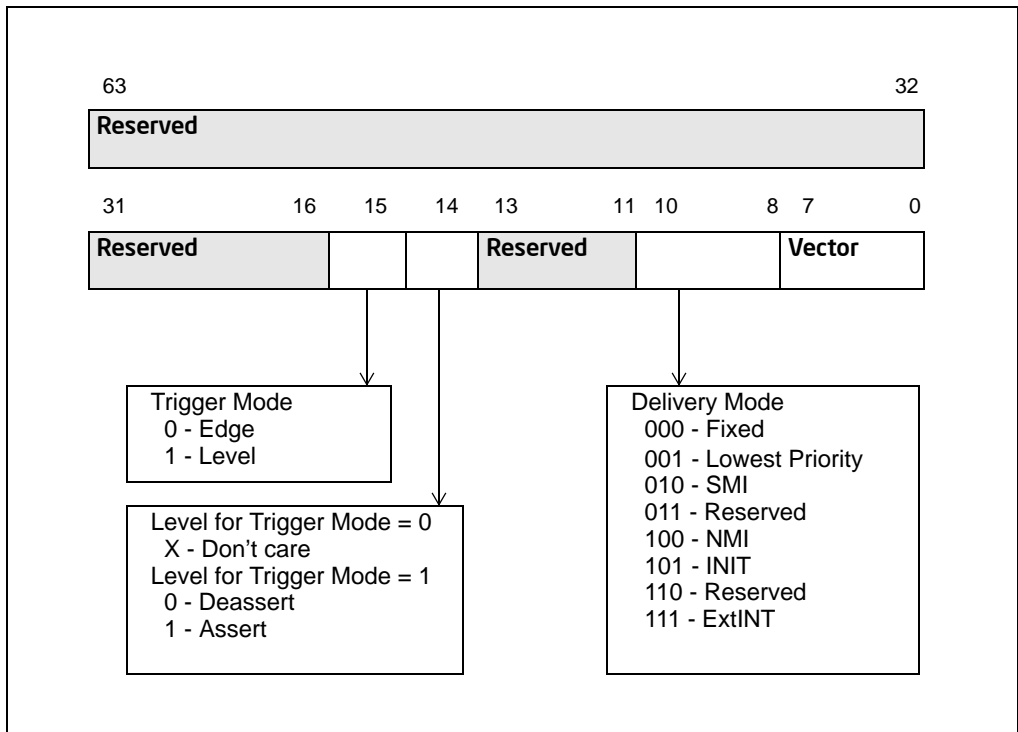 63 32
Reserved
31 16 15 14 13 11 10 8 7 0
Reserved Reserved Vector
Trigger Mode
0 - Edge
1 - Level
Level for Trigger Mode = 0
X - Don't care
Level for Trigger Mode = 1
0 - Deassert
1 - Assert
Delivery Mode
000 - Fixed
001 - Lowest Priority
010 - SMI
011 - Reserved
100 - NMI
101 - INIT
110 - Reserved
111 - ExtINT